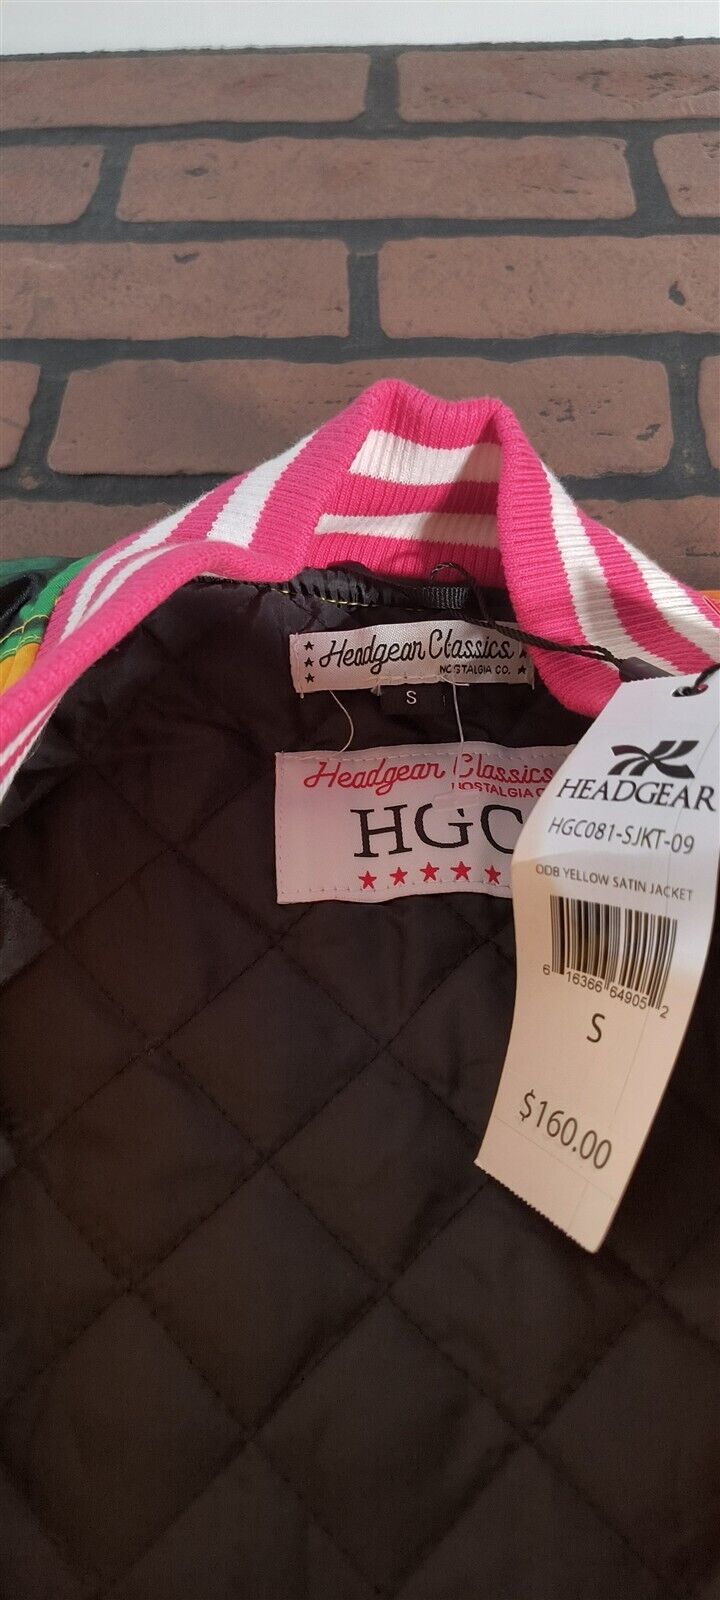 Headgear Classics
NOSTALGIA CO.
S
Headgear Classics
NOSTALGIA C
HGC
HEADGEAR
HGC081-SJKT-09
ODB YELLOW SATIN JACKET
6 16366 64905 2
S
$160.00